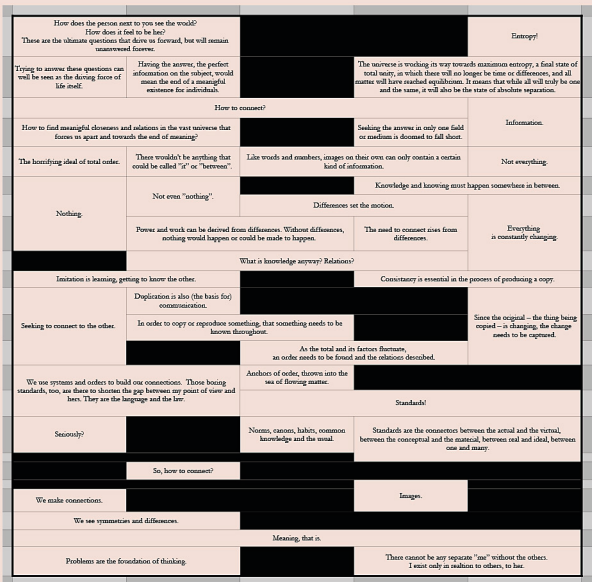 How does the person next to you see the world?
How does it feel to be her?
These are the ultimate questions that drive us forward, but will remain
unanswered forever.
Entropy!
Trying to answer these questions can
well be seen as the driving force of
life itself.
Having the answer, the perfect
information on the subject, would
mean the end of a meanigful
existence for individuals.
The universe is working its way towards maximum entropy, a final state of
total unity, in which there will no longer be time or differences, and all
matter will have reached equilibrium. It means that while all will truly be one
and the same, it will also be the state of absolute separation.
How to connect?
Information.
How to find meanigful closeness and relations in the vast universe that
forces us apart and towards the end of meaning?
Seeking the answer in only one field
or medium is doomed to fall short.
The horrifying ideal of total order.
There wouldn't be anything that
could be called "it" or "between".
Like words and numbers, images on their own can only contain a certain
kind of information.
Not everything.
Nothing.
Not even "nothing".
Knowledge and knowing must happen somewhere in between.
Differences set the motion.
Everything
is constantly changing.
Power and work can be derived from differences. Without differences,
nothing would happen or could be made to happen.
The need to connect rises from
differences.
What is knowledge anyway? Relations?
Imitation is learning, getting to know the other.
Consistancy is essential in the process of producing a copy.
Seeking to connect to the other.
Duplication is also (the basis for)
communication.
Since the original – the thing being
copied – is changing, the change
needs to be captured.
In order to copy or reproduce something, that something needs to be
known throughout.
As the total and its factors fluctuate,
an order needs to be found and the relations described.
We use systems and orders to build our connections. Those boring
standards, too, are there to shorten the gap between my point of view and
hers. They are the language and the law.
Anchors of order, thrown into the
sea of flowing matter.
Standards!
Seriously?
Norms, canons, habits, common
knowledge and the usual.
Standards are the connectors between the actual and the virtual,
between the conceptual and the material, between real and ideal, between
one and many.
So, how to connect?
We make connections.
Images.
We see symmetries and differences.
Meaning, that is.
Problems are the foundation of thinking.
There cannot be any separate "me" without the others.
I exist only in realtion to others, to her.